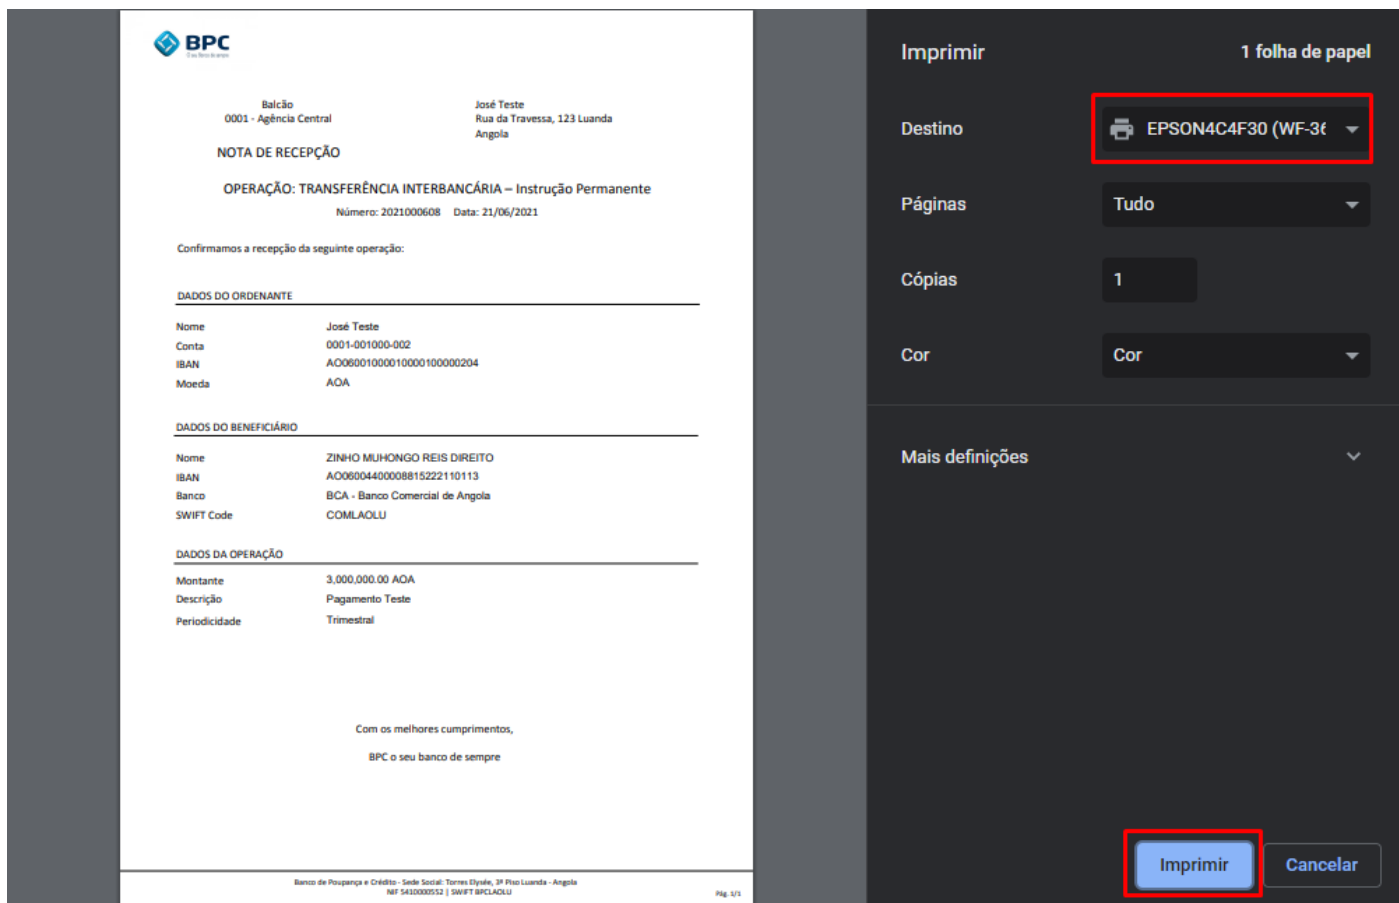 BPC
Balcão
0001 - Agência Central
José Teste
Rua da Travessa, 123 Luanda
Angola
NOTA DE RECEPÇÃO
OPERAÇÃO: TRANSFERÊNCIA INTERBANCÁRIA – Instrução Permanente
Número: 2021000608 Data: 21/06/2021
Confirmamos a recepção da seguinte operação:
DADOS DO ORDENANTE
Nome José Teste
Conta 0001-001000-002
IBAN AO06001000010000100000204
Moeda AOA
DADOS DO BENEFICIÁRIO
Nome ZINHO MUHONGO REIS DIREITO
IBAN AO06004400008815222110113
Banco BCA - Banco Comercial de Angola
SWIFT Code COMLAOLU
DADOS DA OPERAÇÃO
Montante 3,000,000.00 AOA
Descrição Pagamento Teste
Periodicidade Trimestral
Com os melhores cumprimentos,
BPC o seu banco de sempre
Banco de Poupança e Crédito - Sede Social: Torres Elysée, 3º Piso Luanda - Angola
NIF 5410000552 | SWIFT BPCLAOLU
Pág. 1/1
Imprimir 1 folha de papel
Destino EPSON4C4F30 (WF-36
Páginas Tudo
Cópias 1
Cor Cor
Mais definições
Imprimir Cancelar